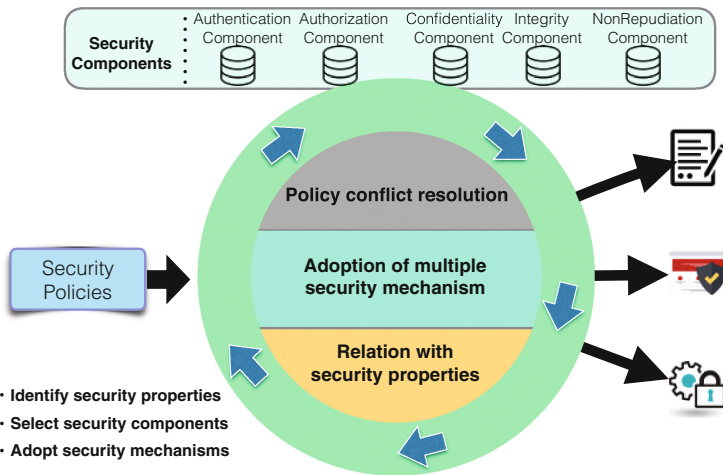 Security
Components
Authentication
Component
Authorization
Component
Confidentiality
Component
Integrity
Component
NonRepudiation
Component
Policy conflict resolution
Adoption of multiple
security mechanism
Relation with
security properties
Security
Policies
• Identify security properties
• Select security components
• Adopt security mechanisms